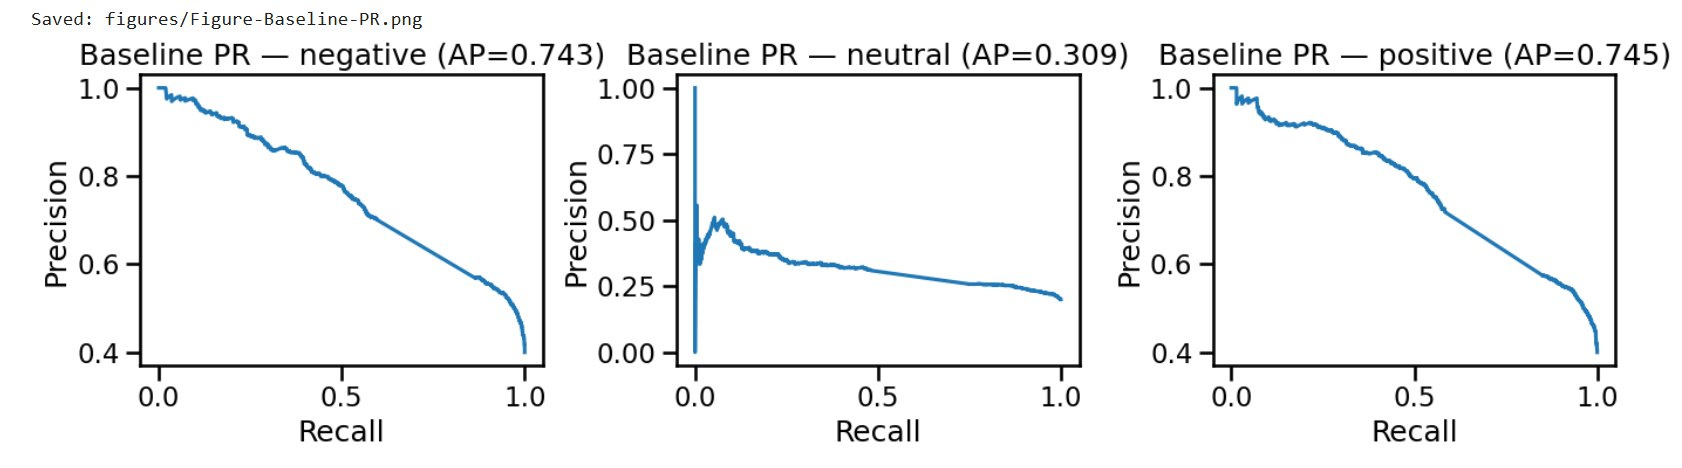 Saved: figures/Figure-Baseline-PR.png
Baseline PR — negative (AP=0.743)
1.0
0.8
0.6
0.4
Precision
0.0 0.5 1.0
Recall
Baseline PR — neutral (AP=0.309)
1.00
0.75
0.50
0.25
0.00
Precision
0.0 0.5 1.0
Recall
Baseline PR — positive (AP=0.745)
1.0
0.8
0.6
0.4
Precision
0.0 0.5 1.0
Recall